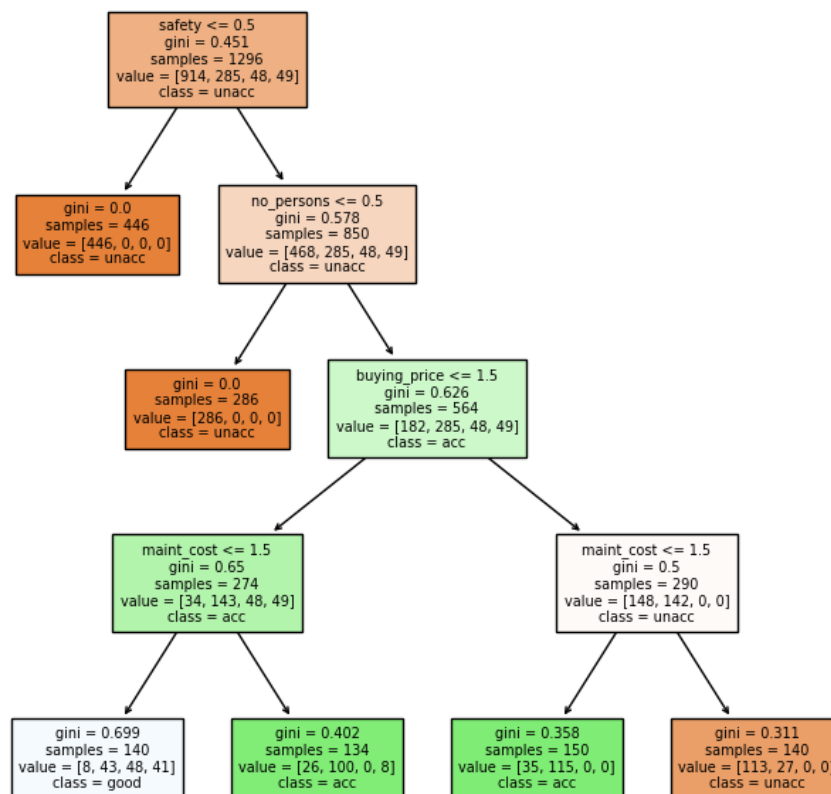 safety <= 0.5
gini = 0.451
samples = 1296
value = [914, 285, 48, 49]
class = unacc
gini = 0.0
samples = 446
value = [446, 0, 0, 0]
class = unacc
no_persons <= 0.5
gini = 0.578
samples = 850
value = [468, 285, 48, 49]
class = unacc
gini = 0.0
samples = 286
value = [286, 0, 0, 0]
class = unacc
buying_price <= 1.5
gini = 0.626
samples = 564
value = [182, 285, 48, 49]
class = acc
maint_cost <= 1.5
gini = 0.65
samples = 274
value = [34, 143, 48, 49]
class = acc
maint_cost <= 1.5
gini = 0.5
samples = 290
value = [148, 142, 0, 0]
class = unacc
gini = 0.699
samples = 140
value = [8, 43, 48, 41]
class = good
gini = 0.402
samples = 134
value = [26, 100, 0, 8]
class = acc
gini = 0.358
samples = 150
value = [35, 115, 0, 0]
class = acc
gini = 0.311
samples = 140
value = [113, 27, 0, 0]
class = unacc